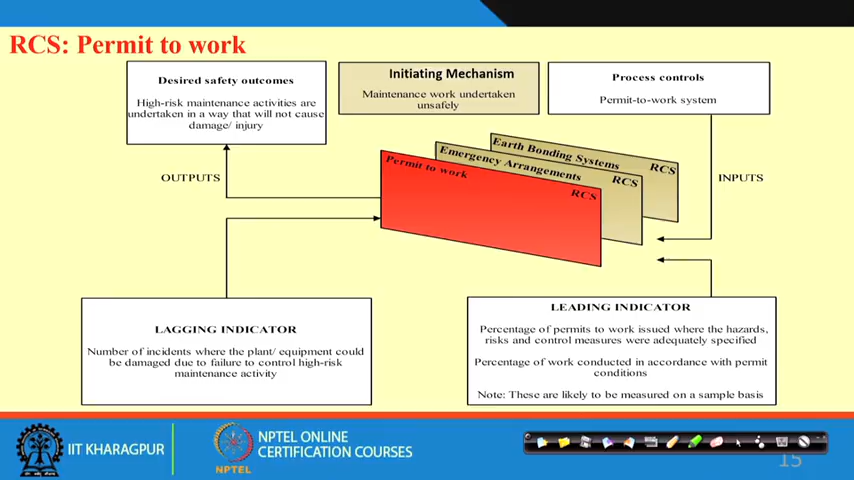 RCS: Permit to work
Desired safety outcomes
High-risk maintenance activities are
undertaken in a way that will not cause
damage/ injury
Initiating Mechanism
Maintenance work undertaken
unsafely
Process controls
Permit-to-work system
Earth Bonding Systems
RCS
Emergency Arrangements
RCS
Permit to work
RCS
OUTPUTS
INPUTS
LAGGING INDICATOR
Number of incidents where the plant/ equipment could
be damaged due to failure to control high-risk
maintenance activity
LEADING INDICATOR
Percentage of permits to work issued where the hazards,
risks and control measures were adequately specified
Percentage of work conducted in accordance with permit
conditions
Note: These are likely to be measured on a sample basis
IIT KHARAGPUR
NPTEL
NPTEL ONLINE
CERTIFICATION COURSES
15